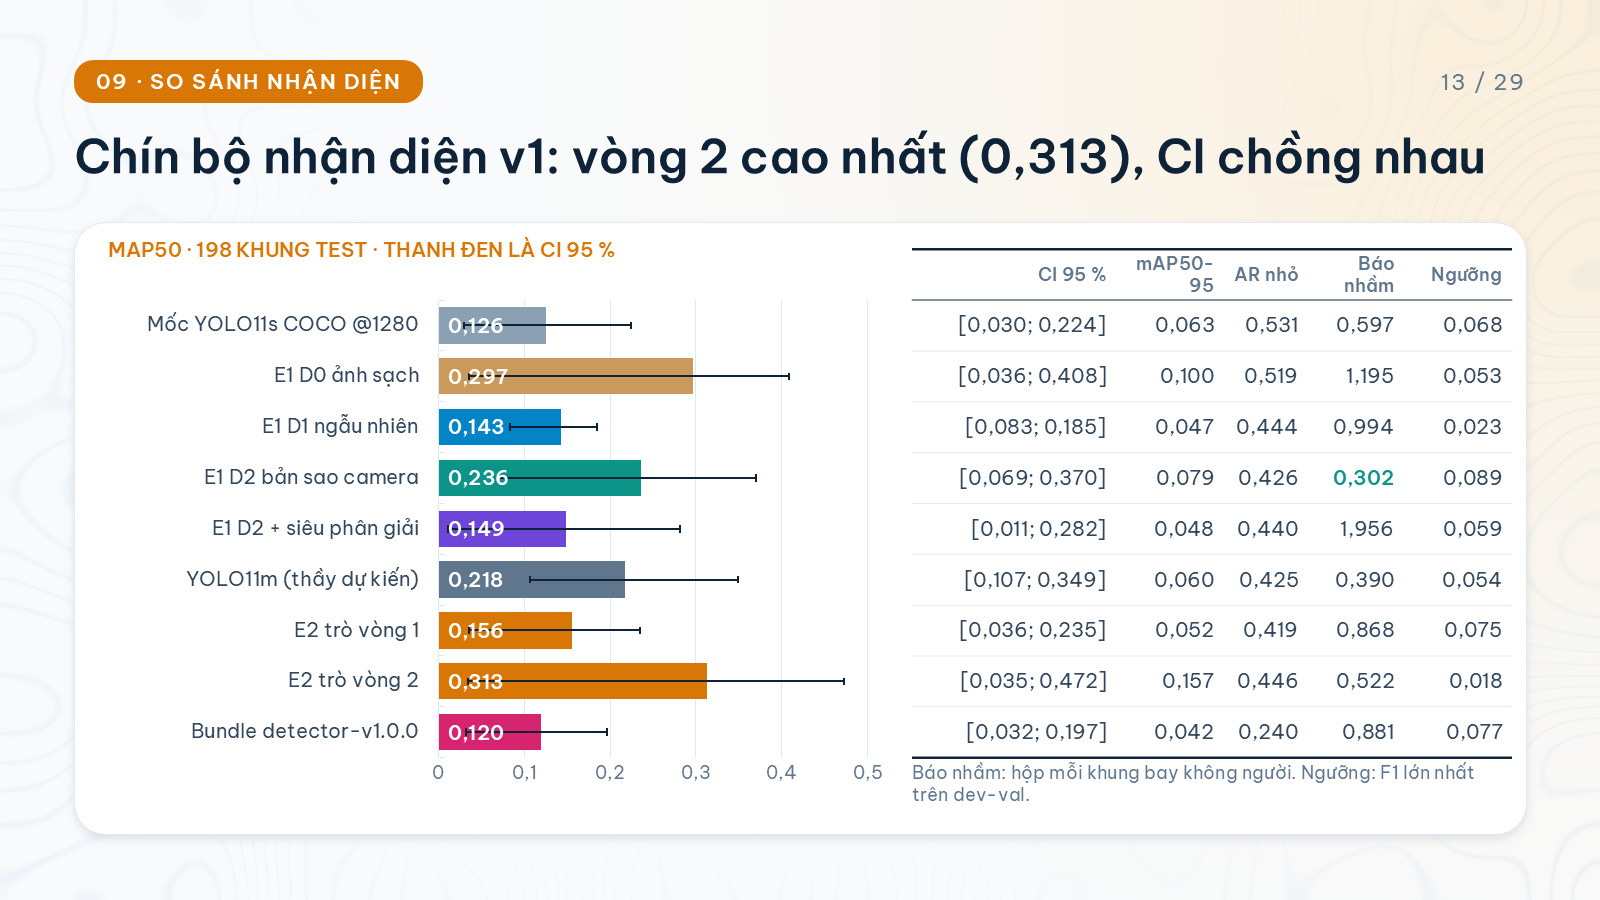 09 · SO SÁNH NHẬN DIỆN
13 / 29
Chín bộ nhận diện v1: vòng 2 cao nhất (0,313), CI chồng nhau
MAP50 · 198 KHUNG TEST · THANH ĐEN LÀ CI 95 %
Mốc YOLO11s COCO @1280 0,126
E1 D0 ảnh sạch 0,297
E1 D1 ngẫu nhiên 0,143
E1 D2 bản sao camera 0,236
E1 D2 + siêu phân giải 0,149
YOLO11m (thầy dự kiến) 0,218
E2 trò vòng 1 0,156
E2 trò vòng 2 0,313
Bundle detector-v1.0.0 0,120
0 0,1 0,2 0,3 0,4 0,5
CI 95 % mAP50-95 AR nhỏ Báo nhầm Ngưỡng
[0,030; 0,224] 0,063 0,531 0,597 0,068
[0,036; 0,408] 0,100 0,519 1,195 0,053
[0,083; 0,185] 0,047 0,444 0,994 0,023
[0,069; 0,370] 0,079 0,426 0,302 0,089
[0,011; 0,282] 0,048 0,440 1,956 0,059
[0,107; 0,349] 0,060 0,425 0,390 0,054
[0,036; 0,235] 0,052 0,419 0,868 0,075
[0,035; 0,472] 0,157 0,446 0,522 0,018
[0,032; 0,197] 0,042 0,240 0,881 0,077
Báo nhầm: hộp mỗi khung bay không người. Ngưỡng: F1 lớn nhất
trên dev-val.